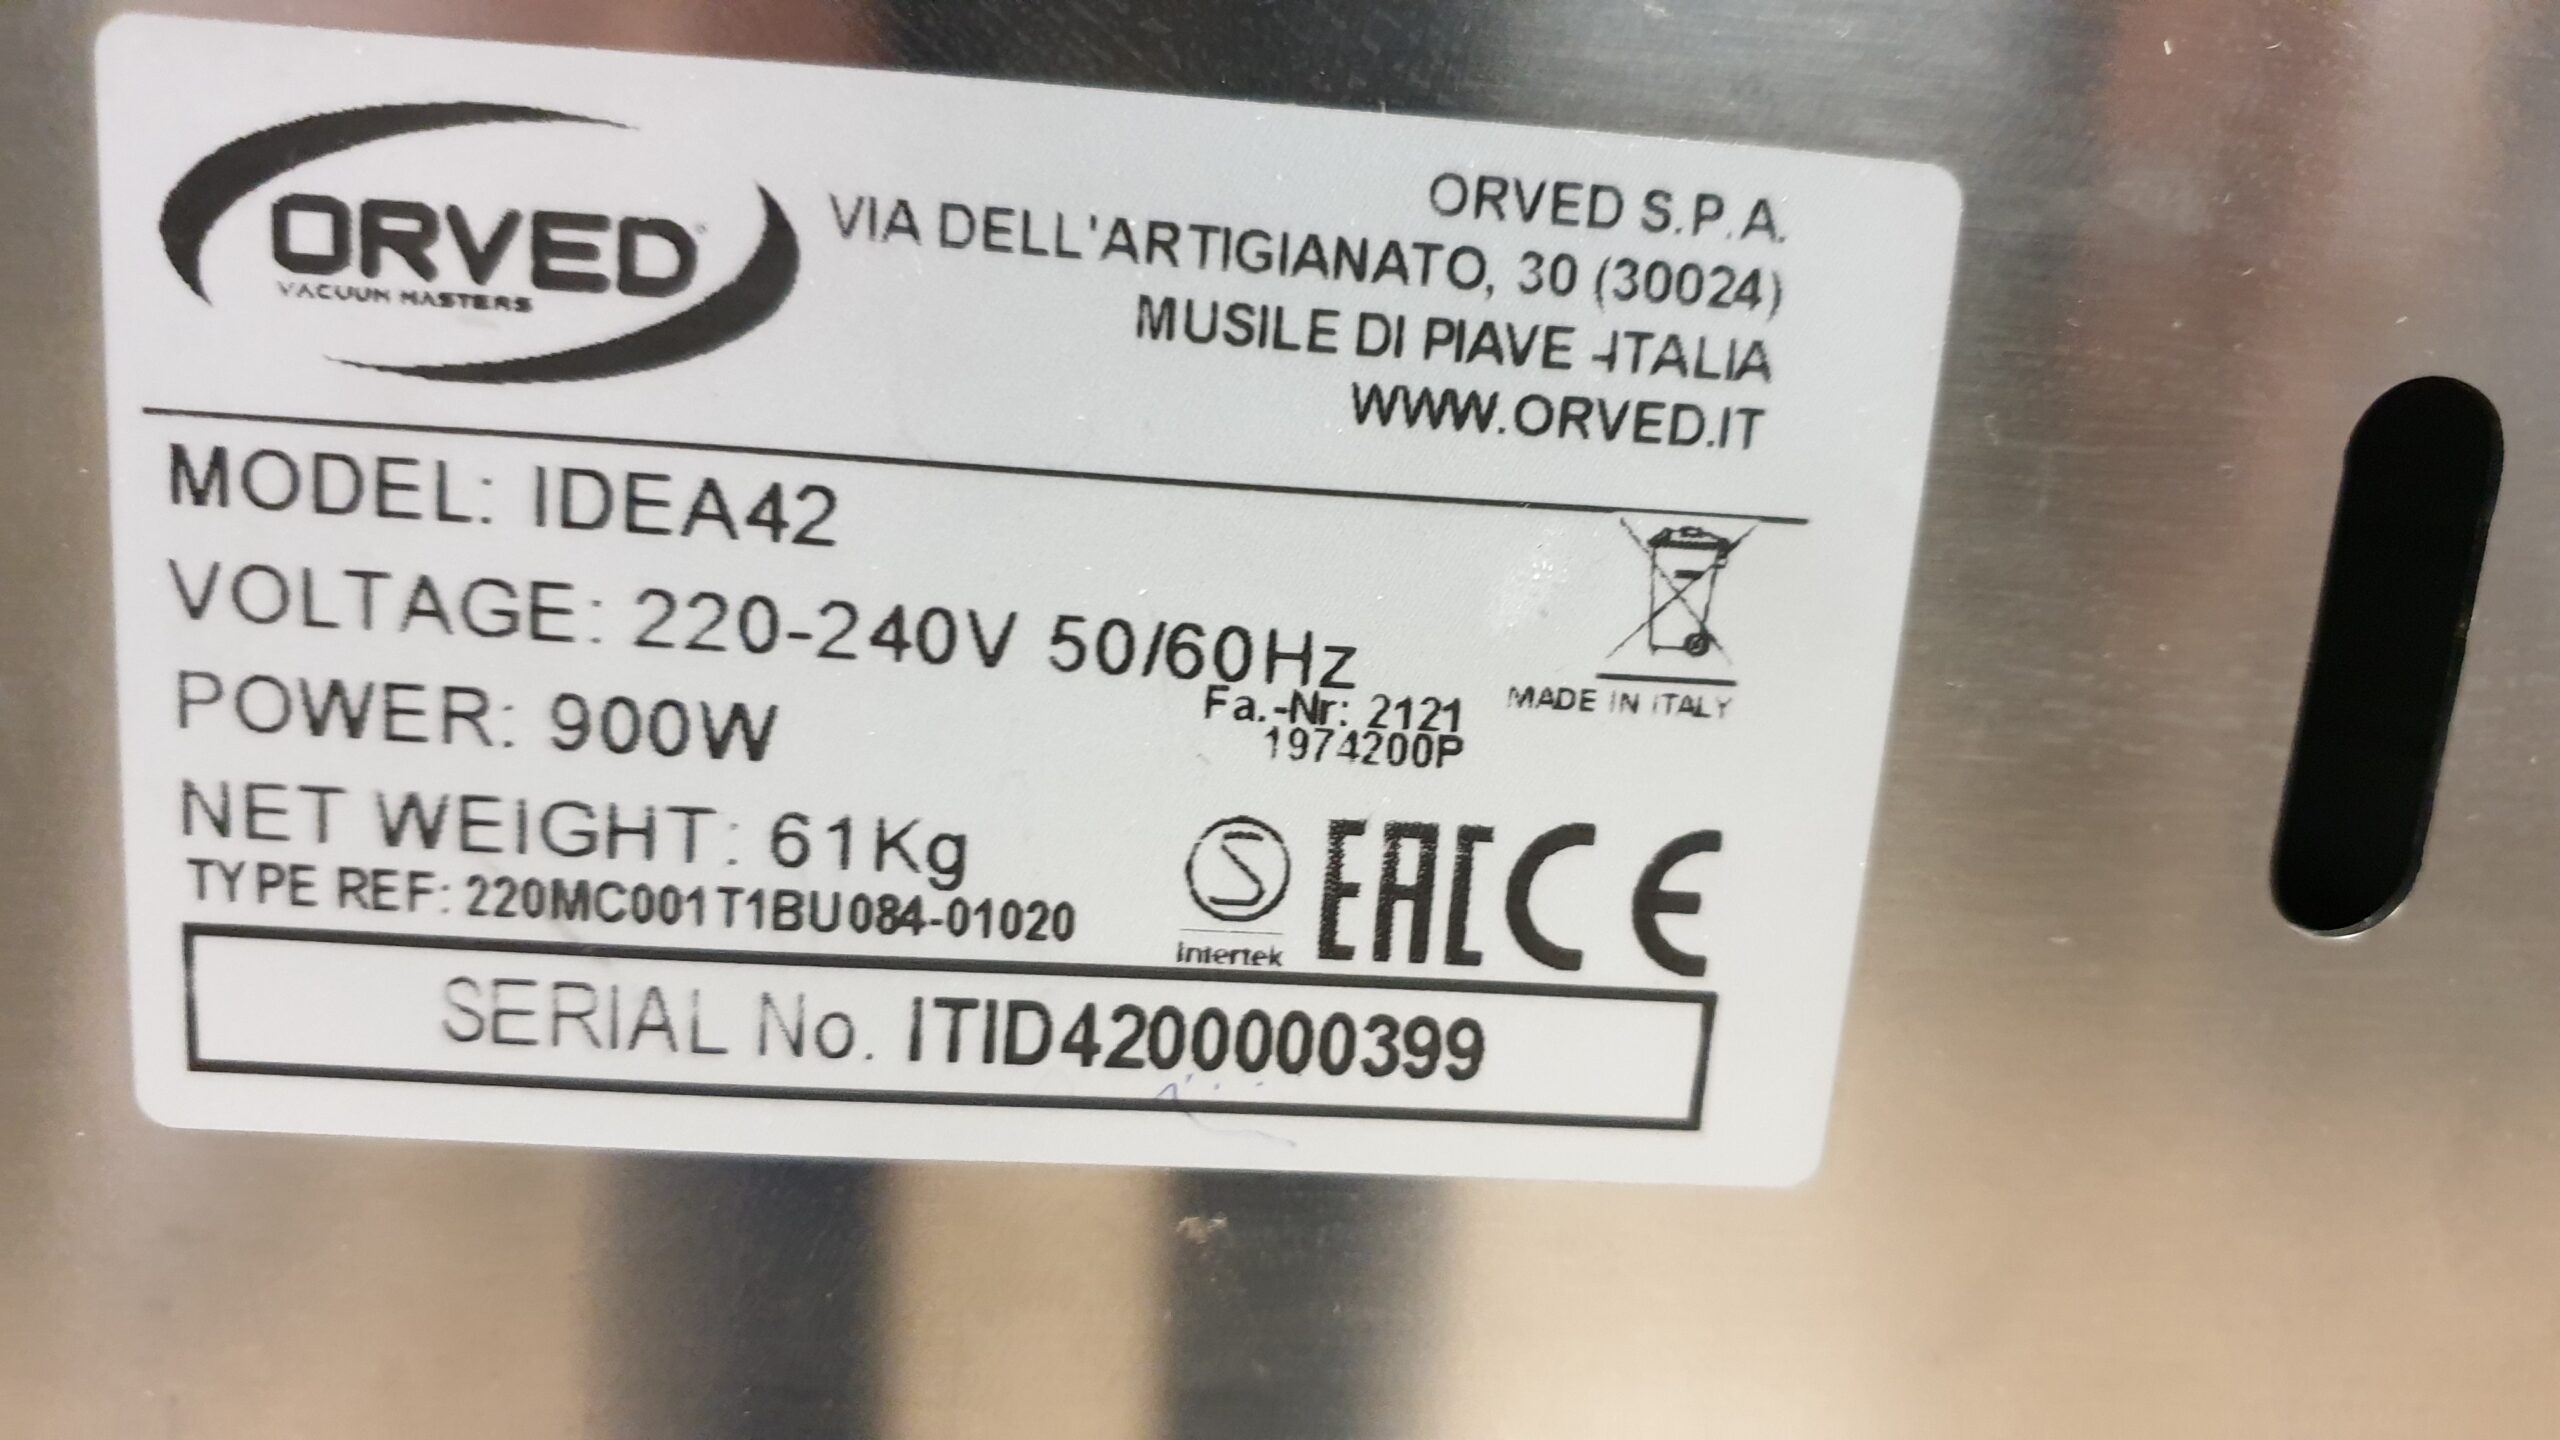 ORVED
VACUUM MASTERS
ORVED S.P.A.
VIA DELL'ARTIGIANATO, 30 (30024)
MUSILE DI PIAVE -ITALIA
WWW.ORVED.IT
MODEL: IDEA42
VOLTAGE: 220-240V 50/60Hz
POWER: 900W
Fa.-Nr: 2121
1974200P
MADE IN ITALY
NET WEIGHT: 61Kg
TYPE REF: 220MC001T1BU084-01020
S
Intertek
EAC CE
SERIAL No. ITID4200000399